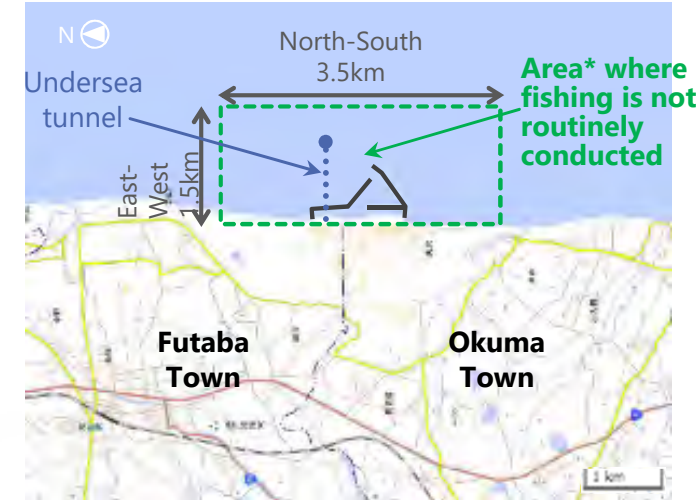 N
North-South
3.5km
Undersea
tunnel
East-
West
1.5km
Area* where
fishing is not
routinely
conducted
Futaba
Town
Okuma
Town
1 km